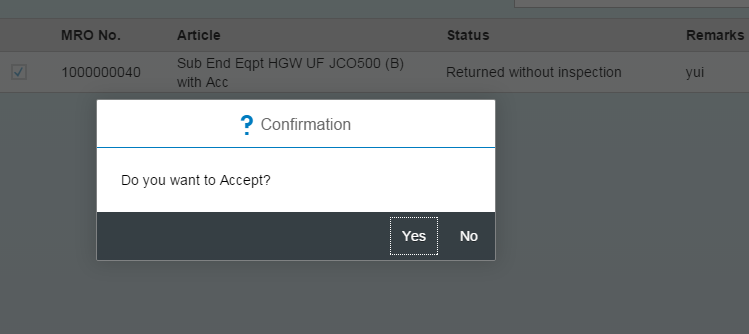 MRO No. Article Status Remarks
1000000040 Sub End Eqpt HGW UF JCO500 (B) Returned without inspection yui
with Acc
? Confirmation
Do you want to Accept?
Yes No